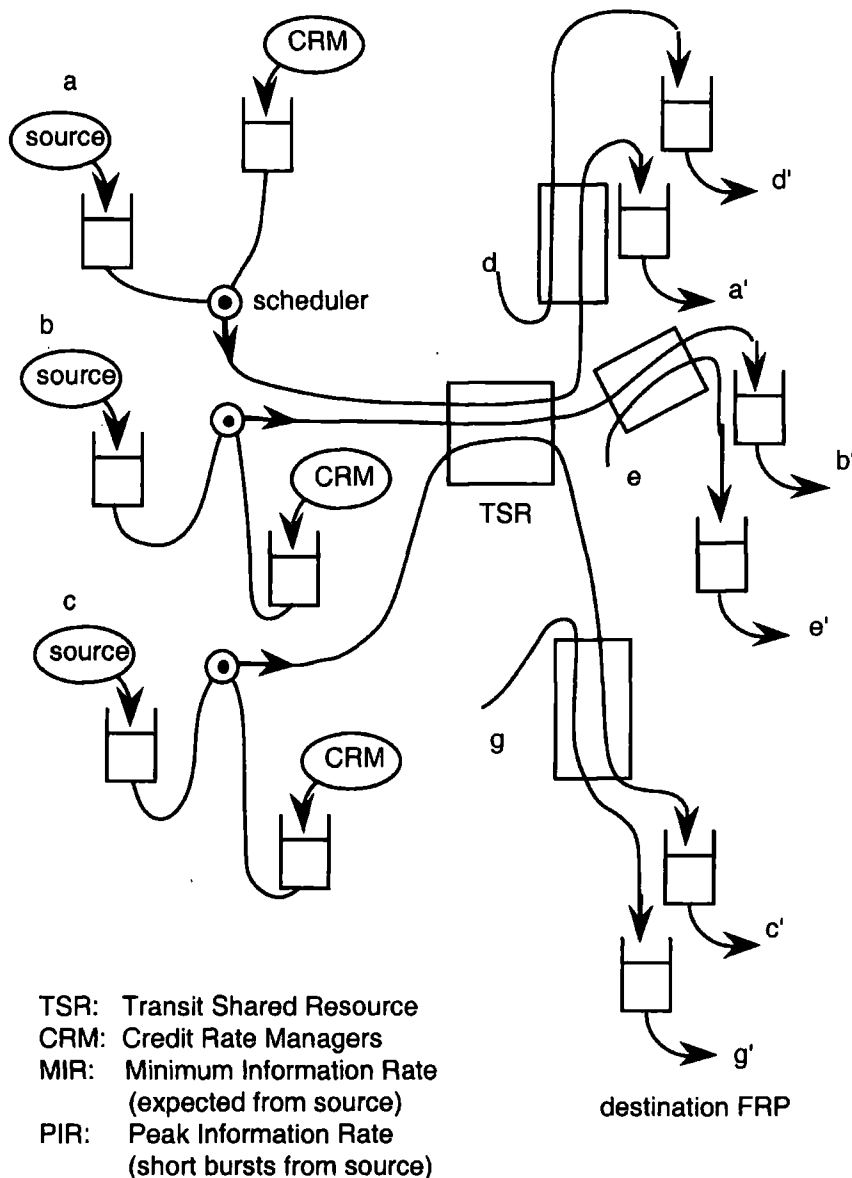 CRM
a
source
d'
d
a'
scheduler
b
source
CRM
TSR
e
b'
c
source
e'
g
CRM
c'
g'
TSR: Transit Shared Resource
CRM: Credit Rate Managers
MIR: Minimum Information Rate
(expected from source)
PIR: Peak Information Rate
(short bursts from source)
destination FRP